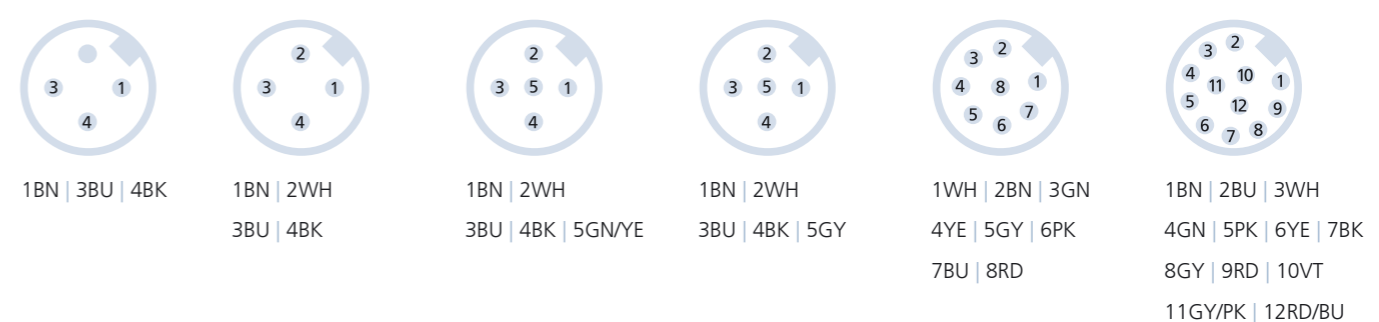 3 1 4
1BN | 3BU | 4BK
2 3 1 4
1BN | 2WH
3BU | 4BK
2 3 5 1 4
1BN | 2WH
3BU | 4BK | 5GN/YE
2 3 5 1 4
1BN | 2WH
3BU | 4BK | 5GY
2 3 1 4 8 5 7 6
1WH | 2BN | 3GN
4YE | 5GY | 6PK
7BU | 8RD
2 3 4 10 1 11 5 12 9 6 8 7
1BN | 2BU | 3WH
4GN | 5PK | 6YE | 7BK
8GY | 9RD | 10VT
11GY/PK | 12RD/BU